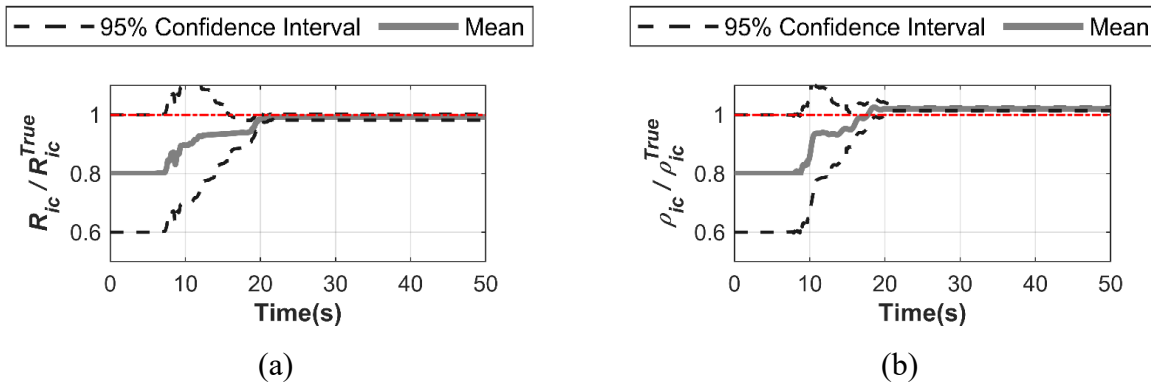 95% Confidence Interval Mean
R_ic / R_ic^True
1
0.8
0.6
0 10 20 30 40 50
Time(s)
(a)
95% Confidence Interval Mean
ρ_ic / ρ_ic^True
1
0.8
0.6
0 10 20 30 40 50
Time(s)
(b)